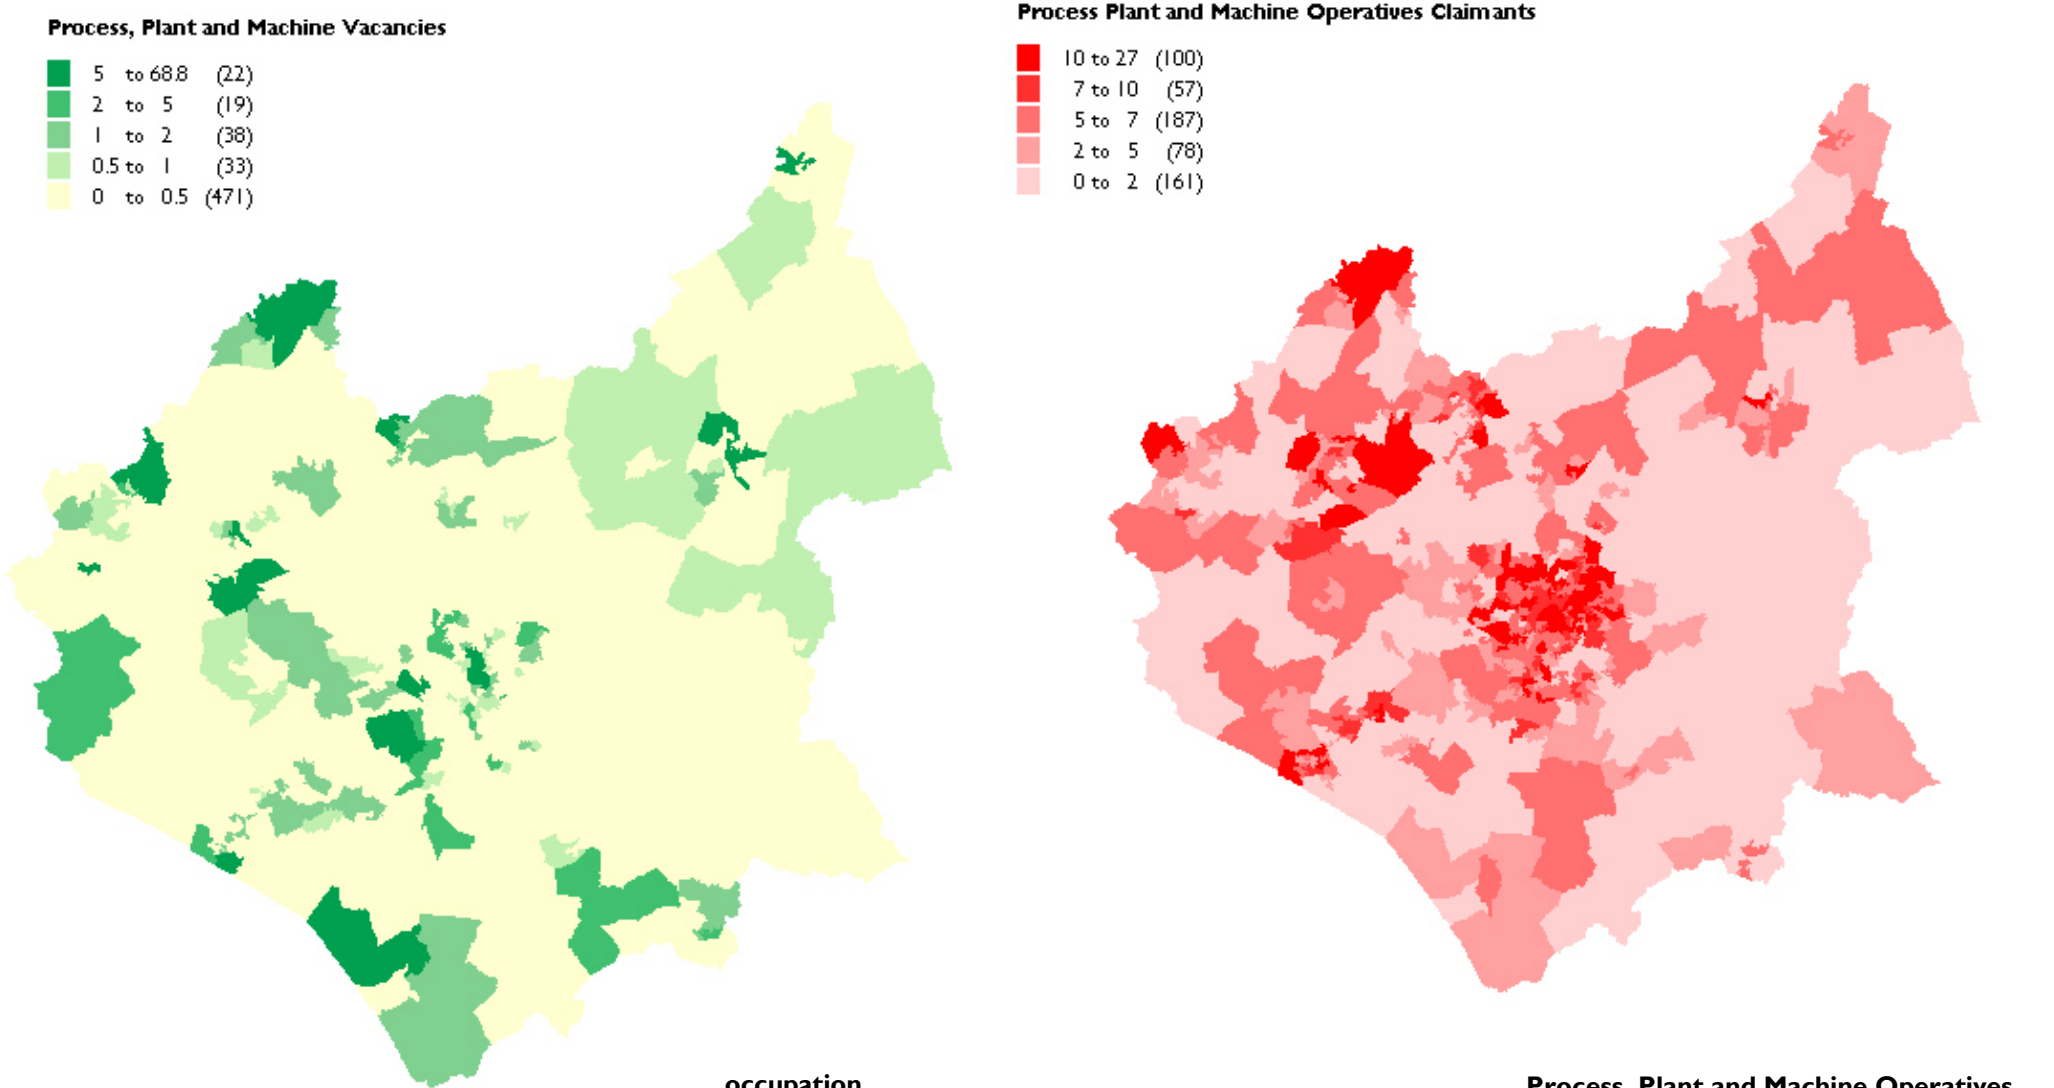 Process, Plant and Machine Vacancies
5 to 68.8 (22)
2 to 5 (19)
1 to 2 (38)
0.5 to 1 (33)
0 to 0.5 (471)
Process Plant and Machine Operatives Claimants
10 to 27 (100)
7 to 10 (57)
5 to 7 (187)
2 to 5 (78)
0 to 2 (161)
occupation
Process, Plant and Machine Operatives